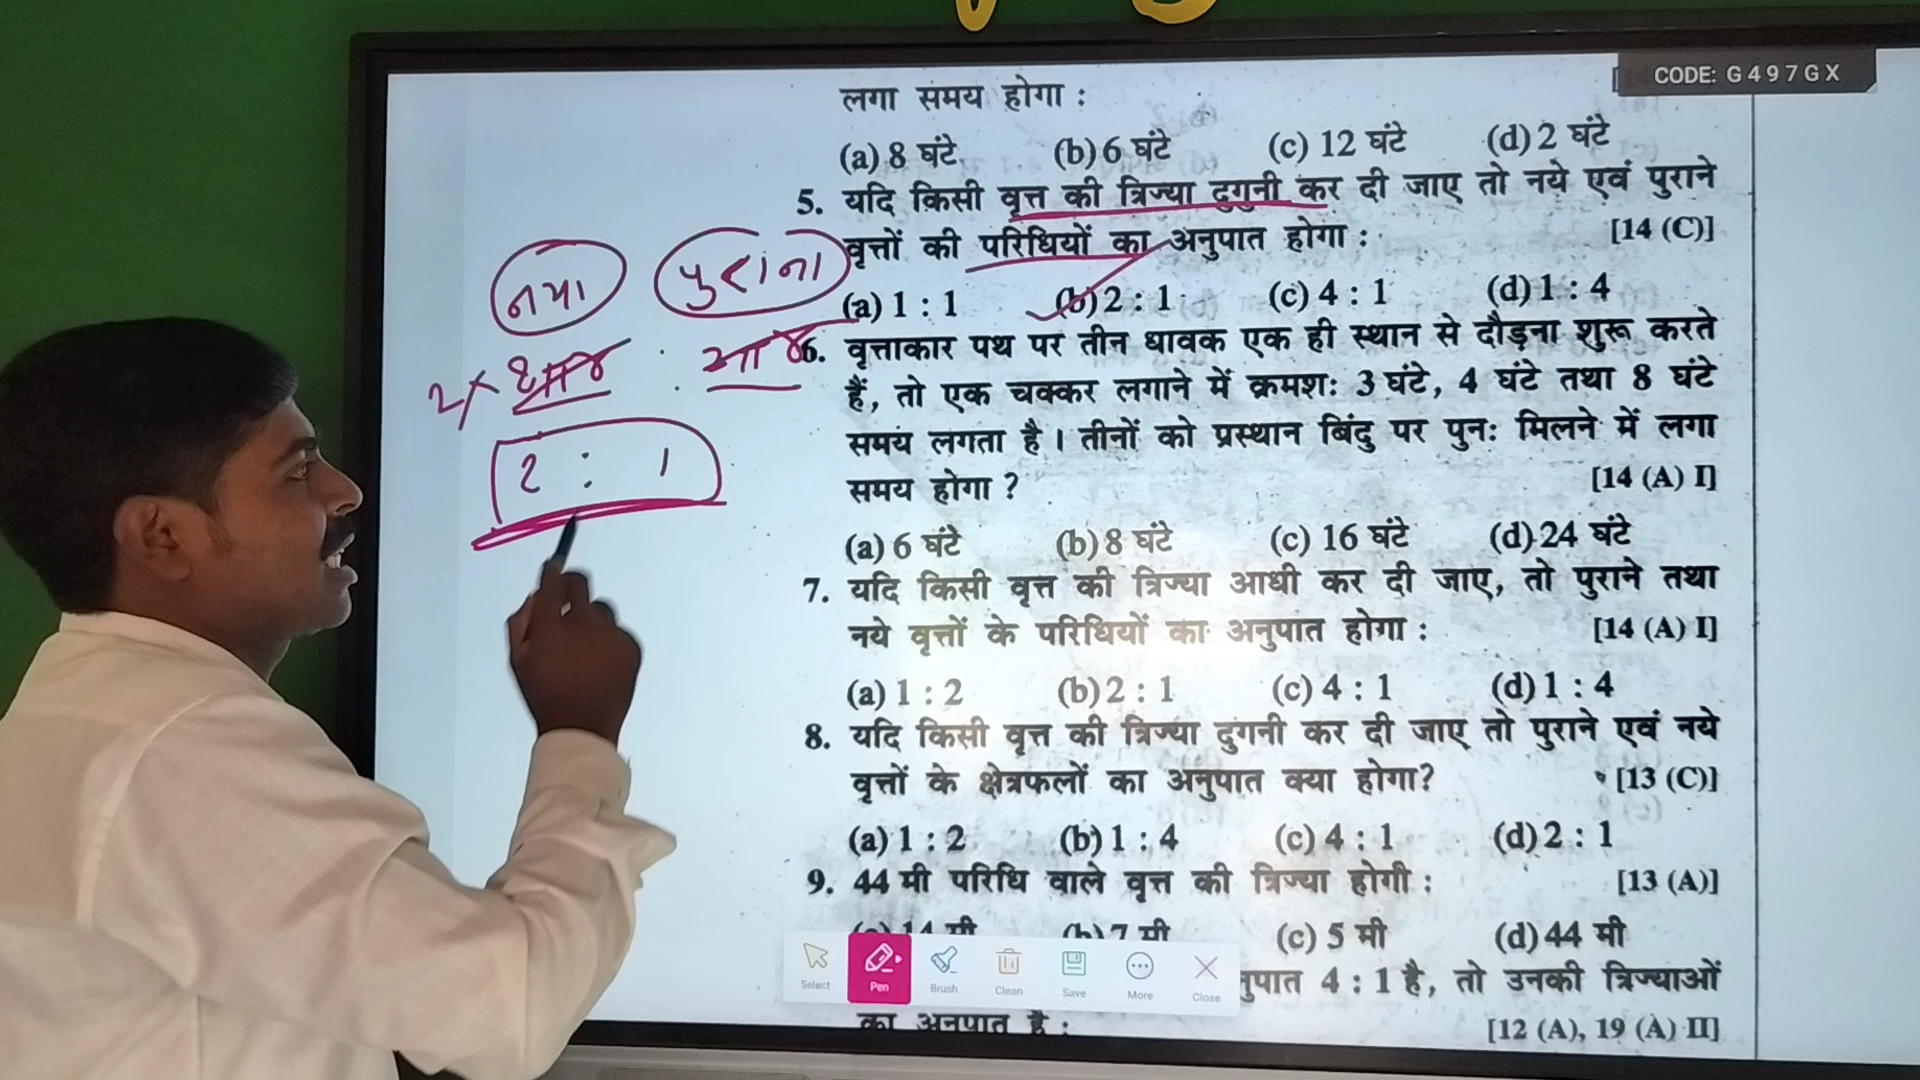 CODE: G497GX
लगा समय होगा :
(a) 8 घंटे (b) 6 घंटे (c) 12 घंटे (d) 2 घंटे
5. यदि किसी वृत्त की त्रिज्या दुगुनी कर दी जाए तो नये एवं पुराने
वृत्तों की परिधियों का अनुपात होगा : [14 (C)]
(a) 1 : 1 (b) 2 : 1 (c) 4 : 1 (d) 1 : 4
6. वृत्ताकार पथ पर तीन धावक एक ही स्थान से दौड़ना शुरू करते
हैं, तो एक चक्कर लगाने में क्रमशः 3 घंटे, 4 घंटे तथा 8 घंटे
समय लगता है। तीनों को प्रस्थान बिंदु पर पुनः मिलने में लगा
समय होगा ? [14 (A) I]
(a) 6 घंटे (b) 8 घंटे (c) 16 घंटे (d) 24 घंटे
7. यदि किसी वृत्त की त्रिज्या आधी कर दी जाए, तो पुराने तथा
नये वृत्तों के परिधियों का अनुपात होगा : [14 (A) I]
(a) 1 : 2 (b) 2 : 1 (c) 4 : 1 (d) 1 : 4
8. यदि किसी वृत्त की त्रिज्या दुगनी कर दी जाए तो पुराने एवं नये
वृत्तों के क्षेत्रफलों का अनुपात क्या होगा? [13 (C)]
(a) 1 : 2 (b) 1 : 4 (c) 4 : 1 (d) 2 : 1
9. 44 मी परिधि वाले वृत्त की त्रिज्या होगी : [13 (A)]
(a) 14 मी (b) 7 मी (c) 5 मी (d) 44 मी
4 : 1 है, तो उनकी त्रिज्याओं
का अनुपात है : [12 (A), 19 (A) II]
नया पुराना
2 : 1
Select Pen Brush Clean Save More Close